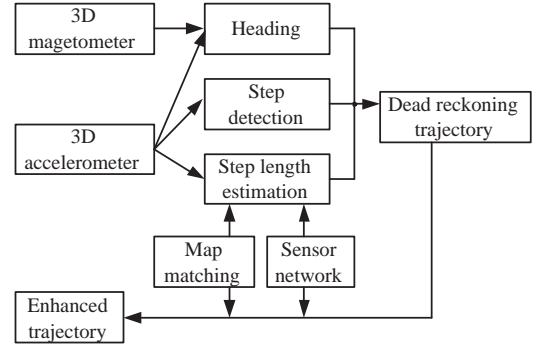 3D
magetometer
Heading
Step
detection
Dead reckoning
trajectory
3D
accelerometer
Step length
estimation
Map
matching
Sensor
network
Enhanced
trajectory